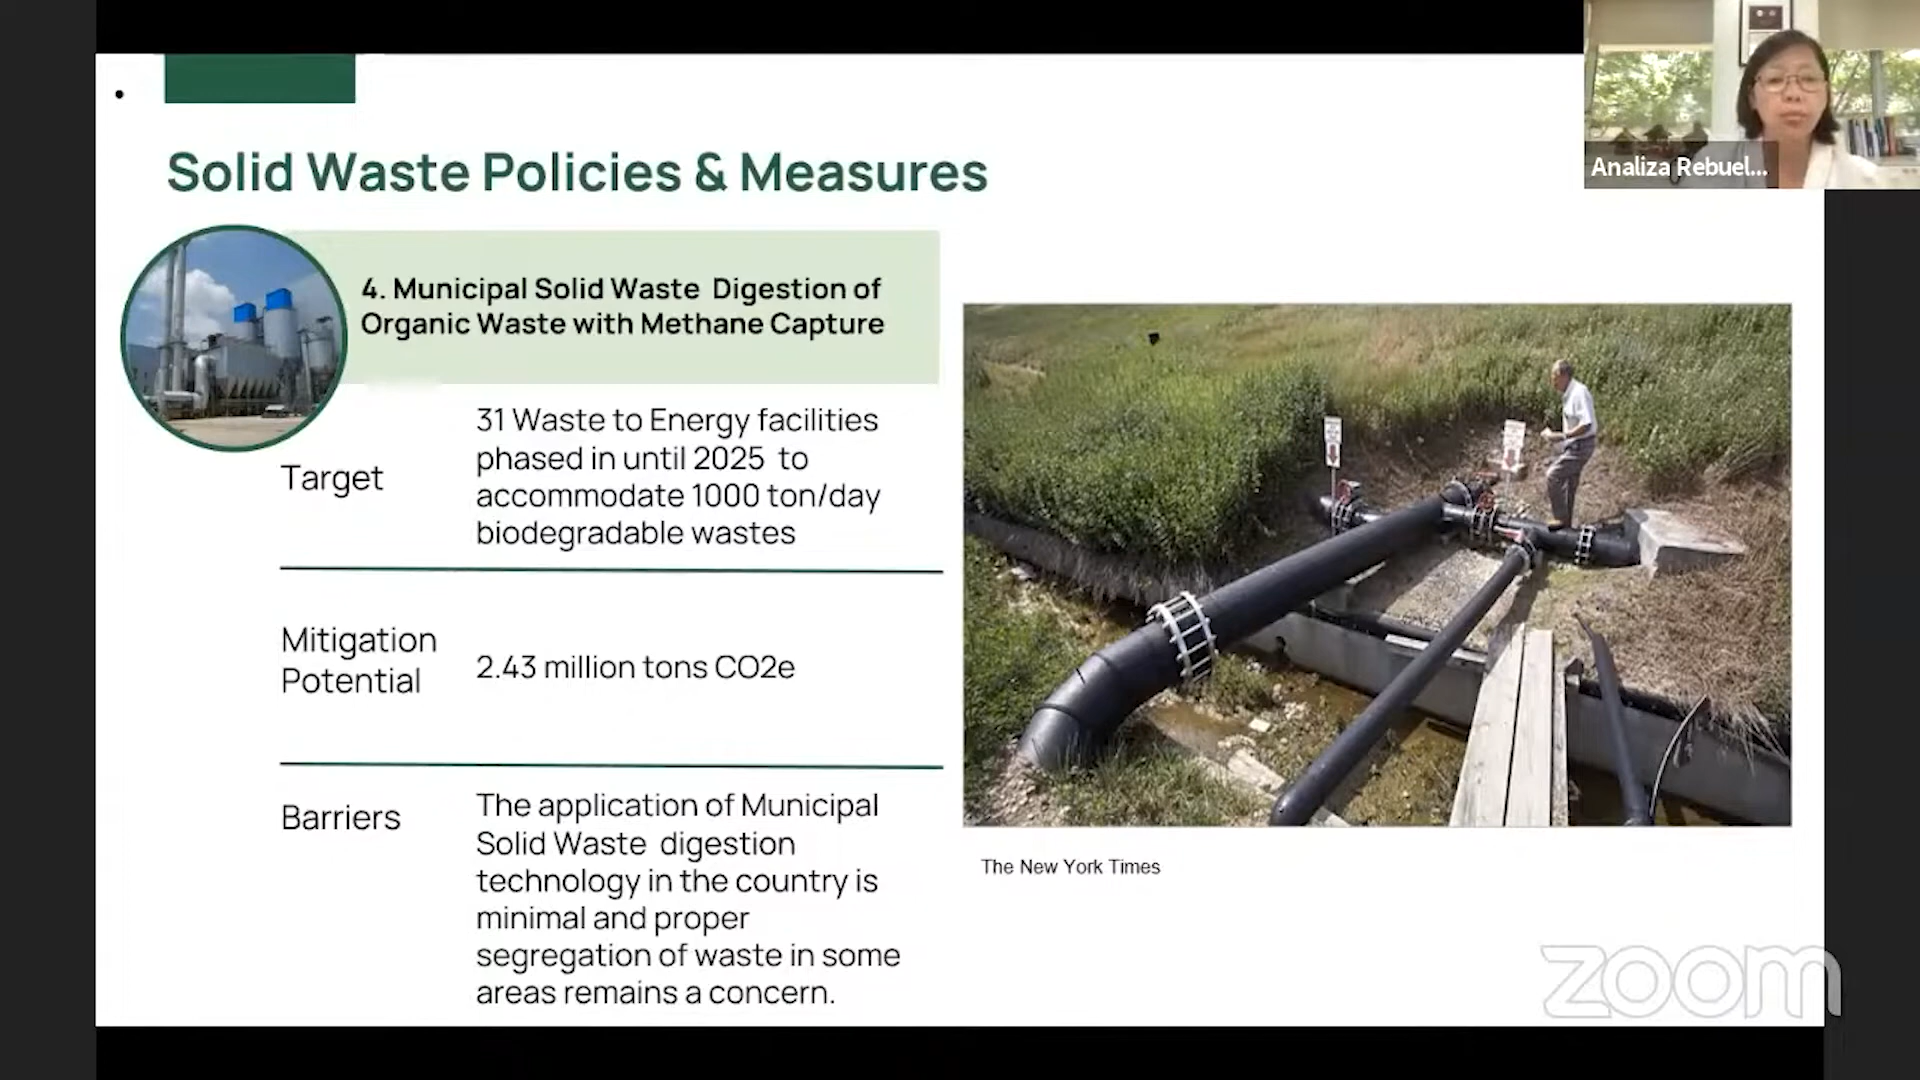 Analiza Rebuel...
Solid Waste Policies & Measures
4. Municipal Solid Waste Digestion of
Organic Waste with Methane Capture
Target
31 Waste to Energy facilities
phased in until 2025 to
accommodate 1000 ton/day
biodegradable wastes
Mitigation
Potential
2.43 million tons CO2e
Barriers
The application of Municipal
Solid Waste digestion
technology in the country is
minimal and proper
segregation of waste in some
areas remains a concern.
The New York Times
zoom